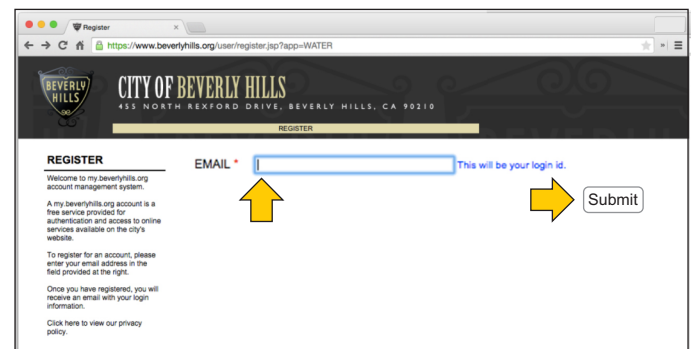 Register
https://www.beverlyhills.org/user/register.jsp?app=WATER
BEVERLY
HILLS
CITY OF BEVERLY HILLS
455 NORTH REXFORD DRIVE, BEVERLY HILLS, CA 90210
REGISTER
REGISTER
EMAIL *
This will be your login id.
Submit
Welcome to my.beverlyhills.org
account management system.
A my.beverlyhills.org account is a
free service provided for
authentication and access to online
services available on the city's
website.
To register for an account, please
enter your email address in the
field provided at the right.
Once you have registered, you will
receive an email with your login
information.
Click here to view our privacy
policy.